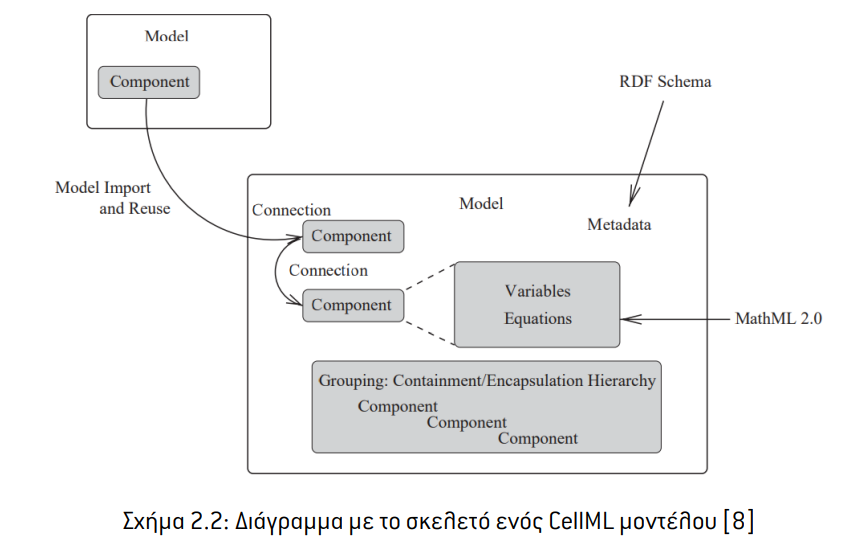 Model
Component
RDF Schema
Model Import
and Reuse
Connection
Model
Metadata
Component
Connection
Component
Variables
Equations
MathML 2.0
Grouping: Containment/Encapsulation Hierarchy
Component
Component
Component
Σχήμα 2.2: Διάγραμμα με το σκελετό ενός CellML μοντέλου [8]